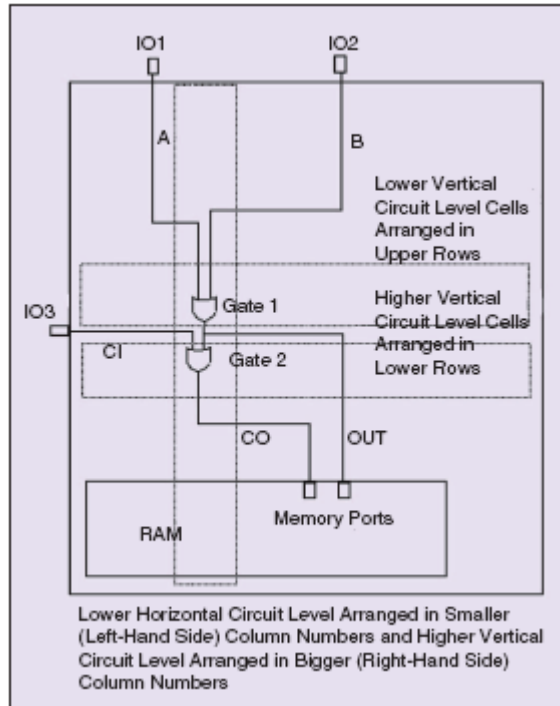 IO1
IO2
A
B
Lower Vertical
Circuit Level Cells
Arranged in
Upper Rows
Gate 1
Higher Vertical
Circuit Level Cells
Arranged in
Lower Rows
IO3
CI
Gate 2
CO
OUT
Memory Ports
RAM
Lower Horizontal Circuit Level Arranged in Smaller
(Left-Hand Side) Column Numbers and Higher Vertical
Circuit Level Arranged in Bigger (Right-Hand Side)
Column Numbers